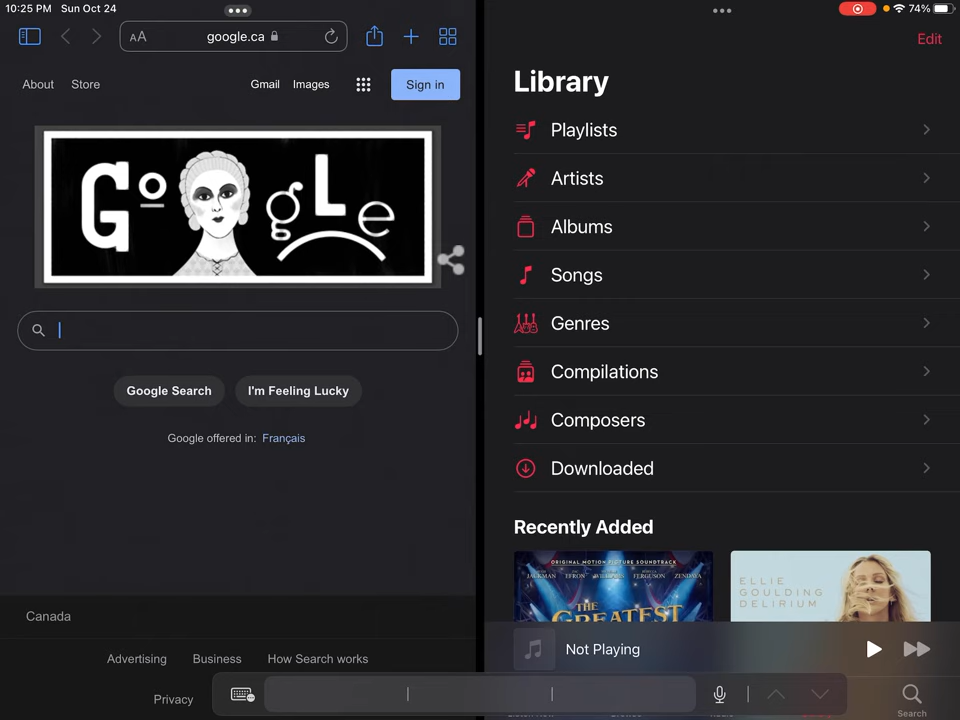 10:25 PM Sun Oct 24
74%
AA google.ca
About Store Gmail Images Sign in
GoogLe
Google Search I'm Feeling Lucky
Google offered in: Français
Canada
Advertising Business How Search works
Privacy
Edit
Library
Playlists
Artists
Albums
Songs
Genres
Compilations
Composers
Downloaded
Recently Added
ORIGINAL MOTION PICTURE SOUNDTRACK
JACKMAN EFRON WILLIAMS FERGUSON ZENDAYA
THE
GREATEST
ELLIE
GOULDING
DELIRIUM
Not Playing
Search